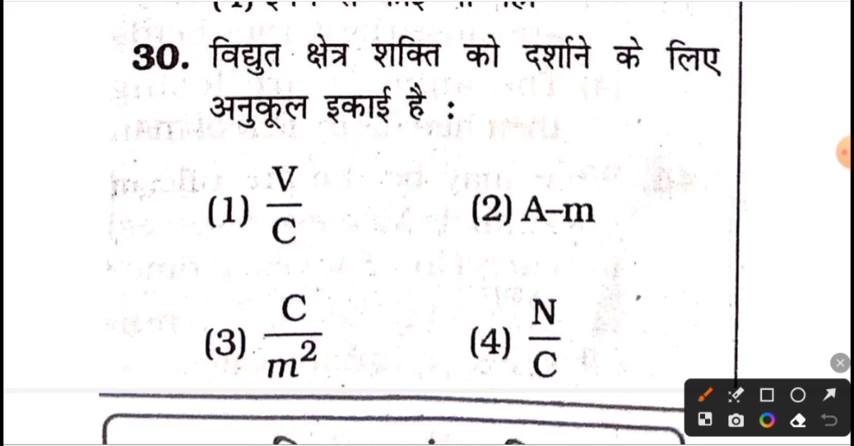 30. विद्युत क्षेत्र शक्ति को दर्शाने के लिए
अनुकूल इकाई है :
(1) V/C (2) A–m
(3) C/m² (4) N/C